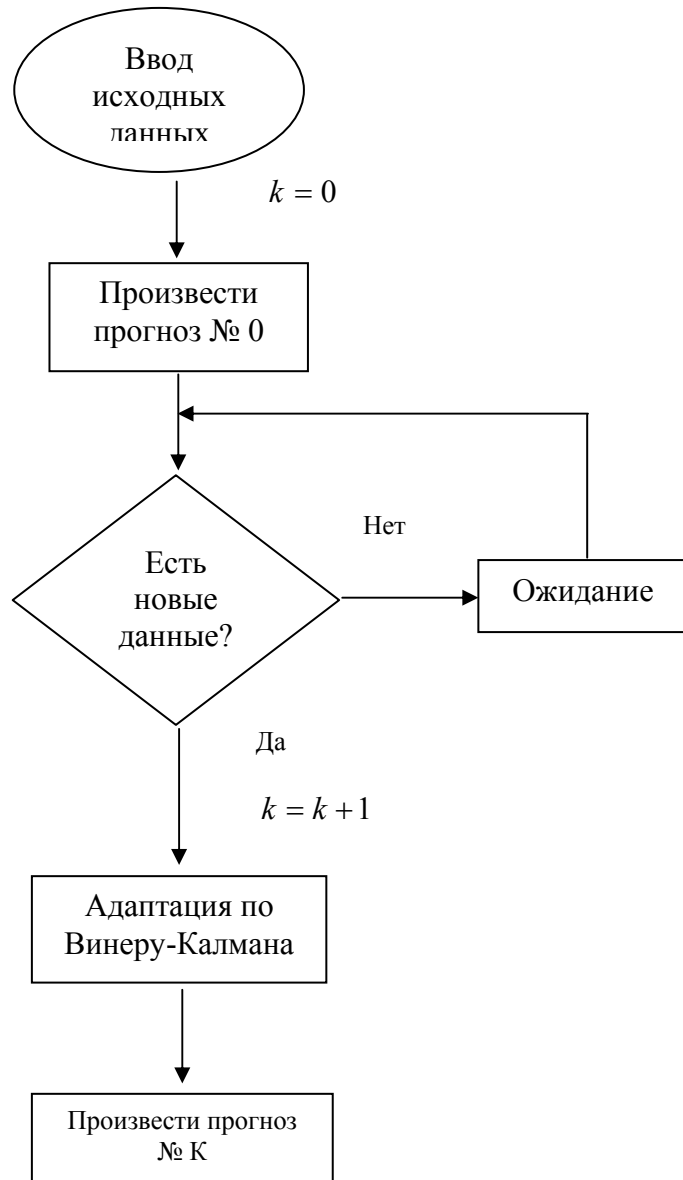 Ввод
исходных
данных
k = 0
Произвести
прогноз № 0
Нет
Есть
новые
данные?
Ожидание
Да
k = k + 1
Адаптация по
Винеру-Калмана
Произвести прогноз
№ К